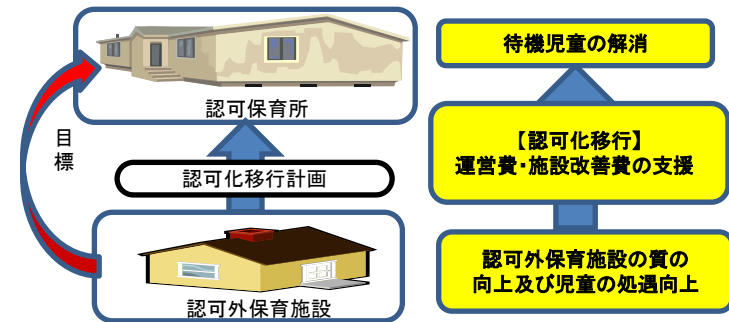 認可保育所
目標
認可化移行計画
認可外保育施設
待機児童の解消
【認可化移行】
運営費・施設改善費の支援
認可外保育施設の質の
向上及び児童の処遇向上